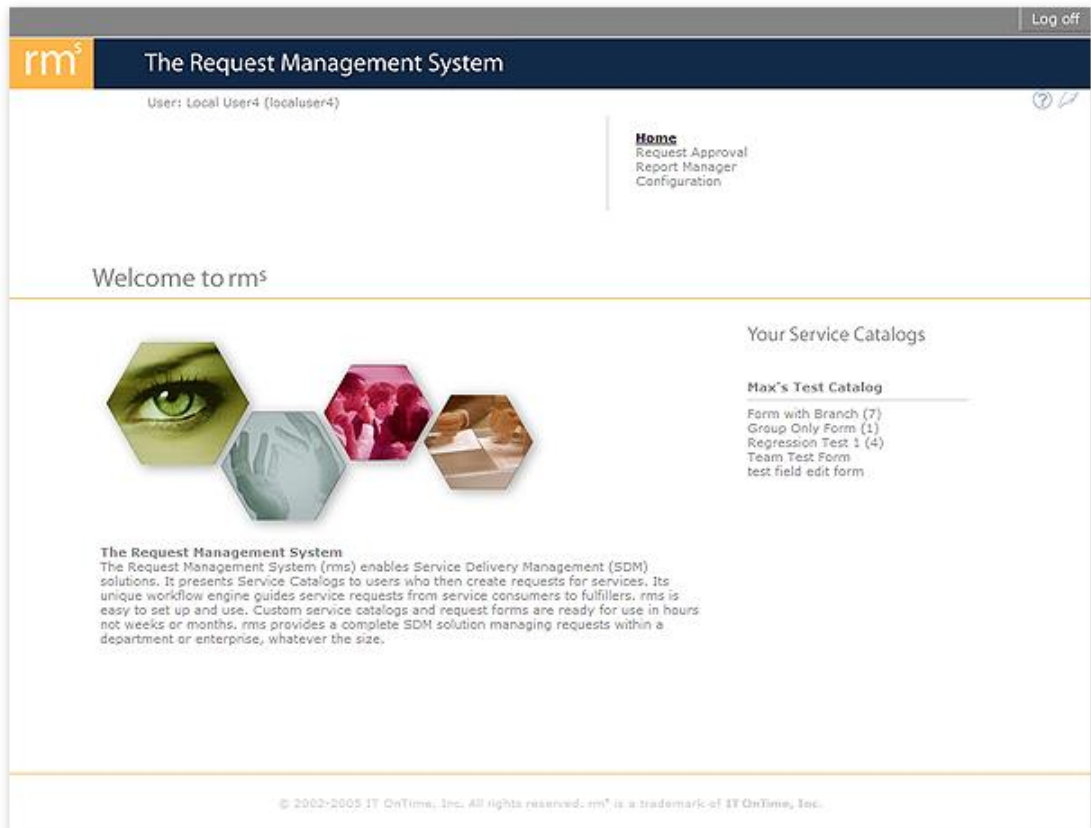 Log off
rms The Request Management System
User: Local User4 (localuser4)
Home
Request Approval
Report Manager
Configuration
Welcome to rms
Your Service Catalogs
Max's Test Catalog
Form with Branch (7)
Group Only Form (1)
Regression Test 1 (4)
Team Test Form
test field edit form
The Request Management System
The Request Management System (rms) enables Service Delivery Management (SDM)
solutions. It presents Service Catalogs to users who then create requests for services. Its
unique workflow engine guides service requests from service consumers to fulfillers. rms is
easy to set up and use. Custom service catalogs and request forms are ready for use in hours
not weeks or months. rms provides a complete SDM solution managing requests within a
department or enterprise, whatever the size.
© 2002-2005 IT OnTime, Inc. All rights reserved. rms is a trademark of IT OnTime, Inc.